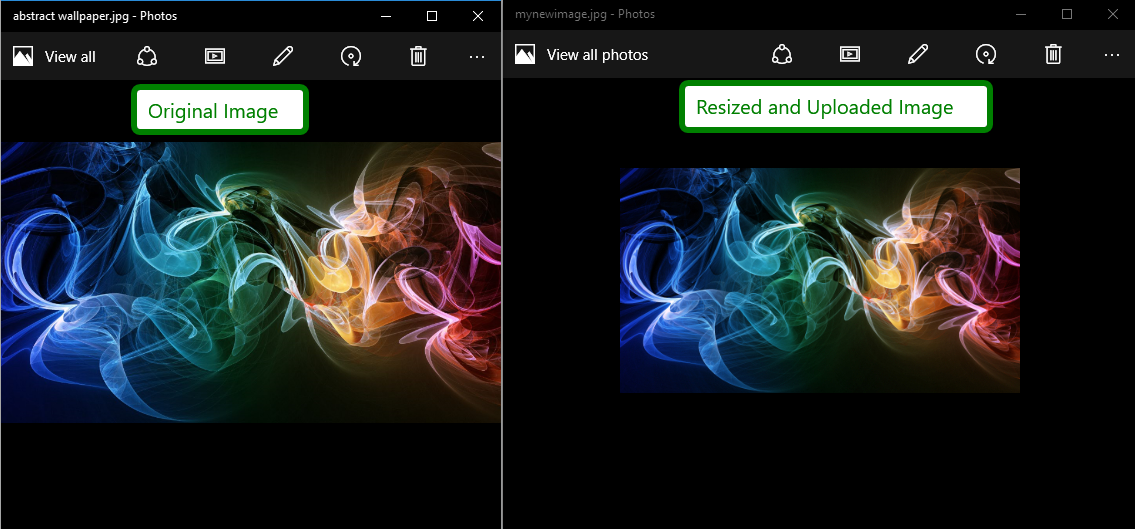 abstract wallpaper.jpg - Photos
View all
Original Image
mynewimage.jpg - Photos
View all photos
Resized and Uploaded Image